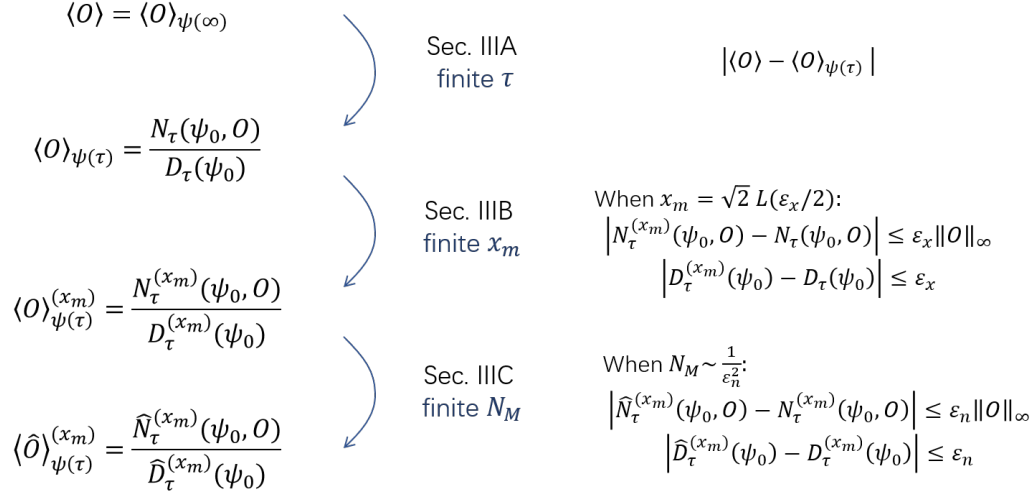 ⟨O⟩ = ⟨O⟩_{ψ(∞)}
Sec. IIIA
finite τ
|⟨O⟩ − ⟨O⟩_{ψ(τ)}|
⟨O⟩_{ψ(τ)} = N_τ(ψ_0, O) / D_τ(ψ_0)
Sec. IIIB
finite x_m
When x_m = √2 L(ε_x/2):
|N_τ^{(x_m)}(ψ_0, O) − N_τ(ψ_0, O)| ≤ ε_x‖O‖_∞
|D_τ^{(x_m)}(ψ_0) − D_τ(ψ_0)| ≤ ε_x
⟨O⟩_{ψ(τ)}^{(x_m)} = N_τ^{(x_m)}(ψ_0, O) / D_τ^{(x_m)}(ψ_0)
Sec. IIIC
finite N_M
When N_M~1/ε_n^2:
|N̂_τ^{(x_m)}(ψ_0, O) − N_τ^{(x_m)}(ψ_0, O)| ≤ ε_n‖O‖_∞
|D̂_τ^{(x_m)}(ψ_0) − D_τ^{(x_m)}(ψ_0)| ≤ ε_n
⟨Ô⟩_{ψ(τ)}^{(x_m)} = N̂_τ^{(x_m)}(ψ_0, O) / D̂_τ^{(x_m)}(ψ_0)